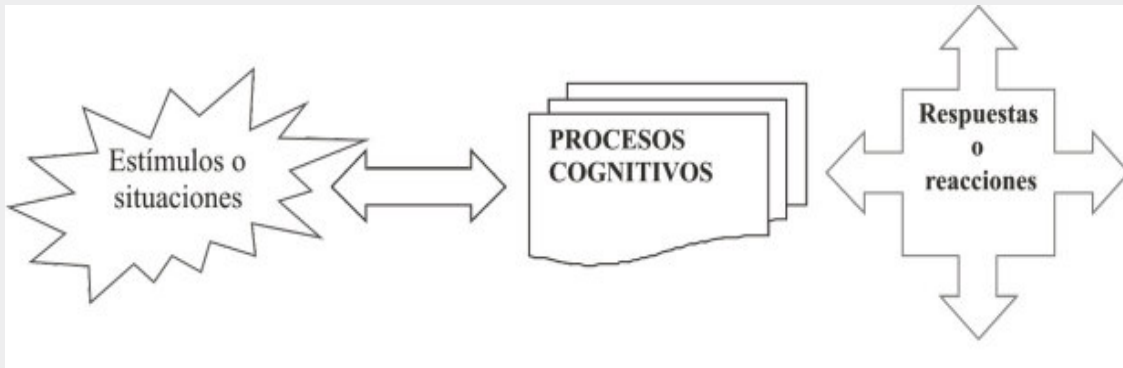 Estímulos o
situaciones
PROCESOS
COGNITIVOS
Respuestas
o
reacciones